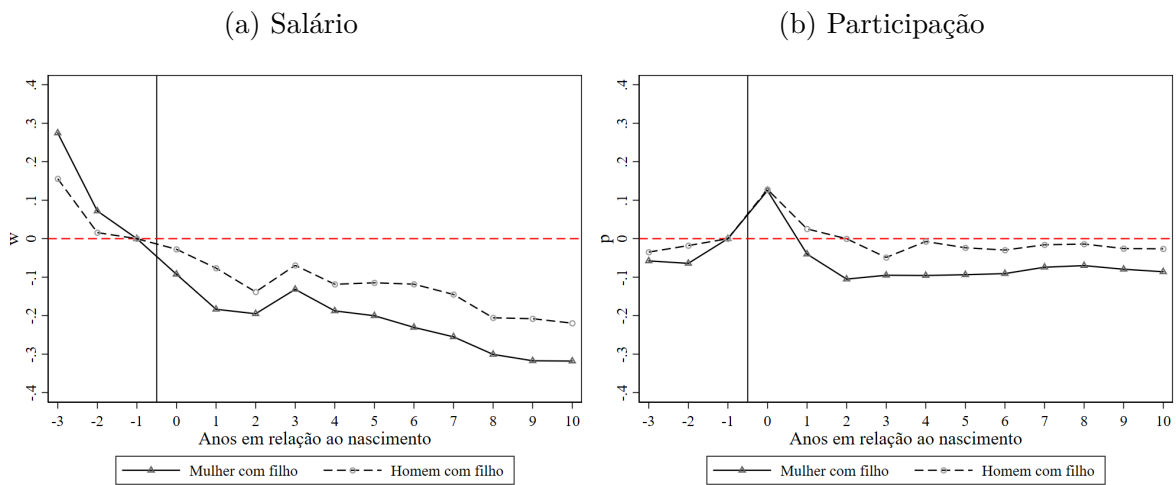 (a) Salário
w
.4
.3
.2
.1
0
-.1
-.2
-.3
-.4
-3 -2 -1 0 1 2 3 4 5 6 7 8 9 10
Anos em relação ao nascimento
Mulher com filho Homem com filho
(b) Participação
p
.4
.3
.2
.1
0
-.1
-.2
-.3
-.4
-3 -2 -1 0 1 2 3 4 5 6 7 8 9 10
Anos em relação ao nascimento
Mulher com filho Homem com filho